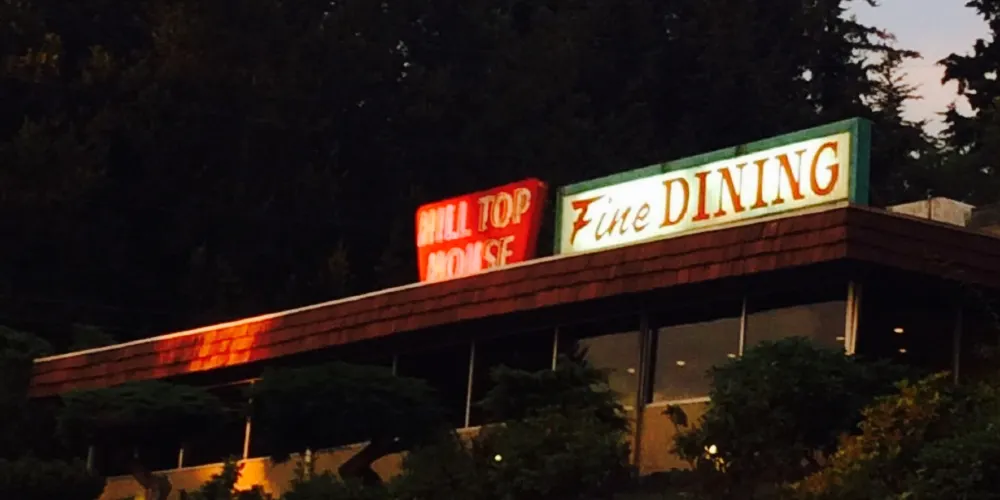 HILL TOP
HOUSE
Fine DINING